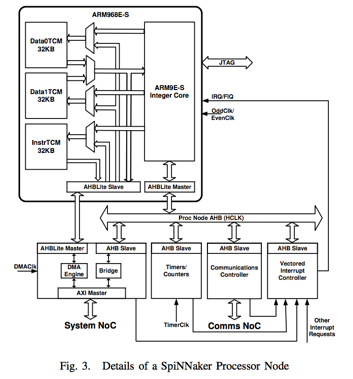 ARM968E-S
Data0TCM
32KB
Data1TCM
32KB
InstrTCM
32KB
ARM9E-S
Integer Core
JTAG
IRQ/FIQ
OddClk/
EvenClk
AHBLite Slave
AHBLite Master
Proc Node AHB (HCLK)
AHBLite Master
AHB Slave
AHB Slave
AHB Slave
AHB Slave
DMAClk
DMA
Engine
Bridge
Timers/
Counters
Communications
Controller
Vectored
Interrupt
Controller
AXI Master
System NoC
TimerClk
Comms NoC
Other
Interrupt
Requests
Fig. 3. Details of a SpiNNaker Processor Node